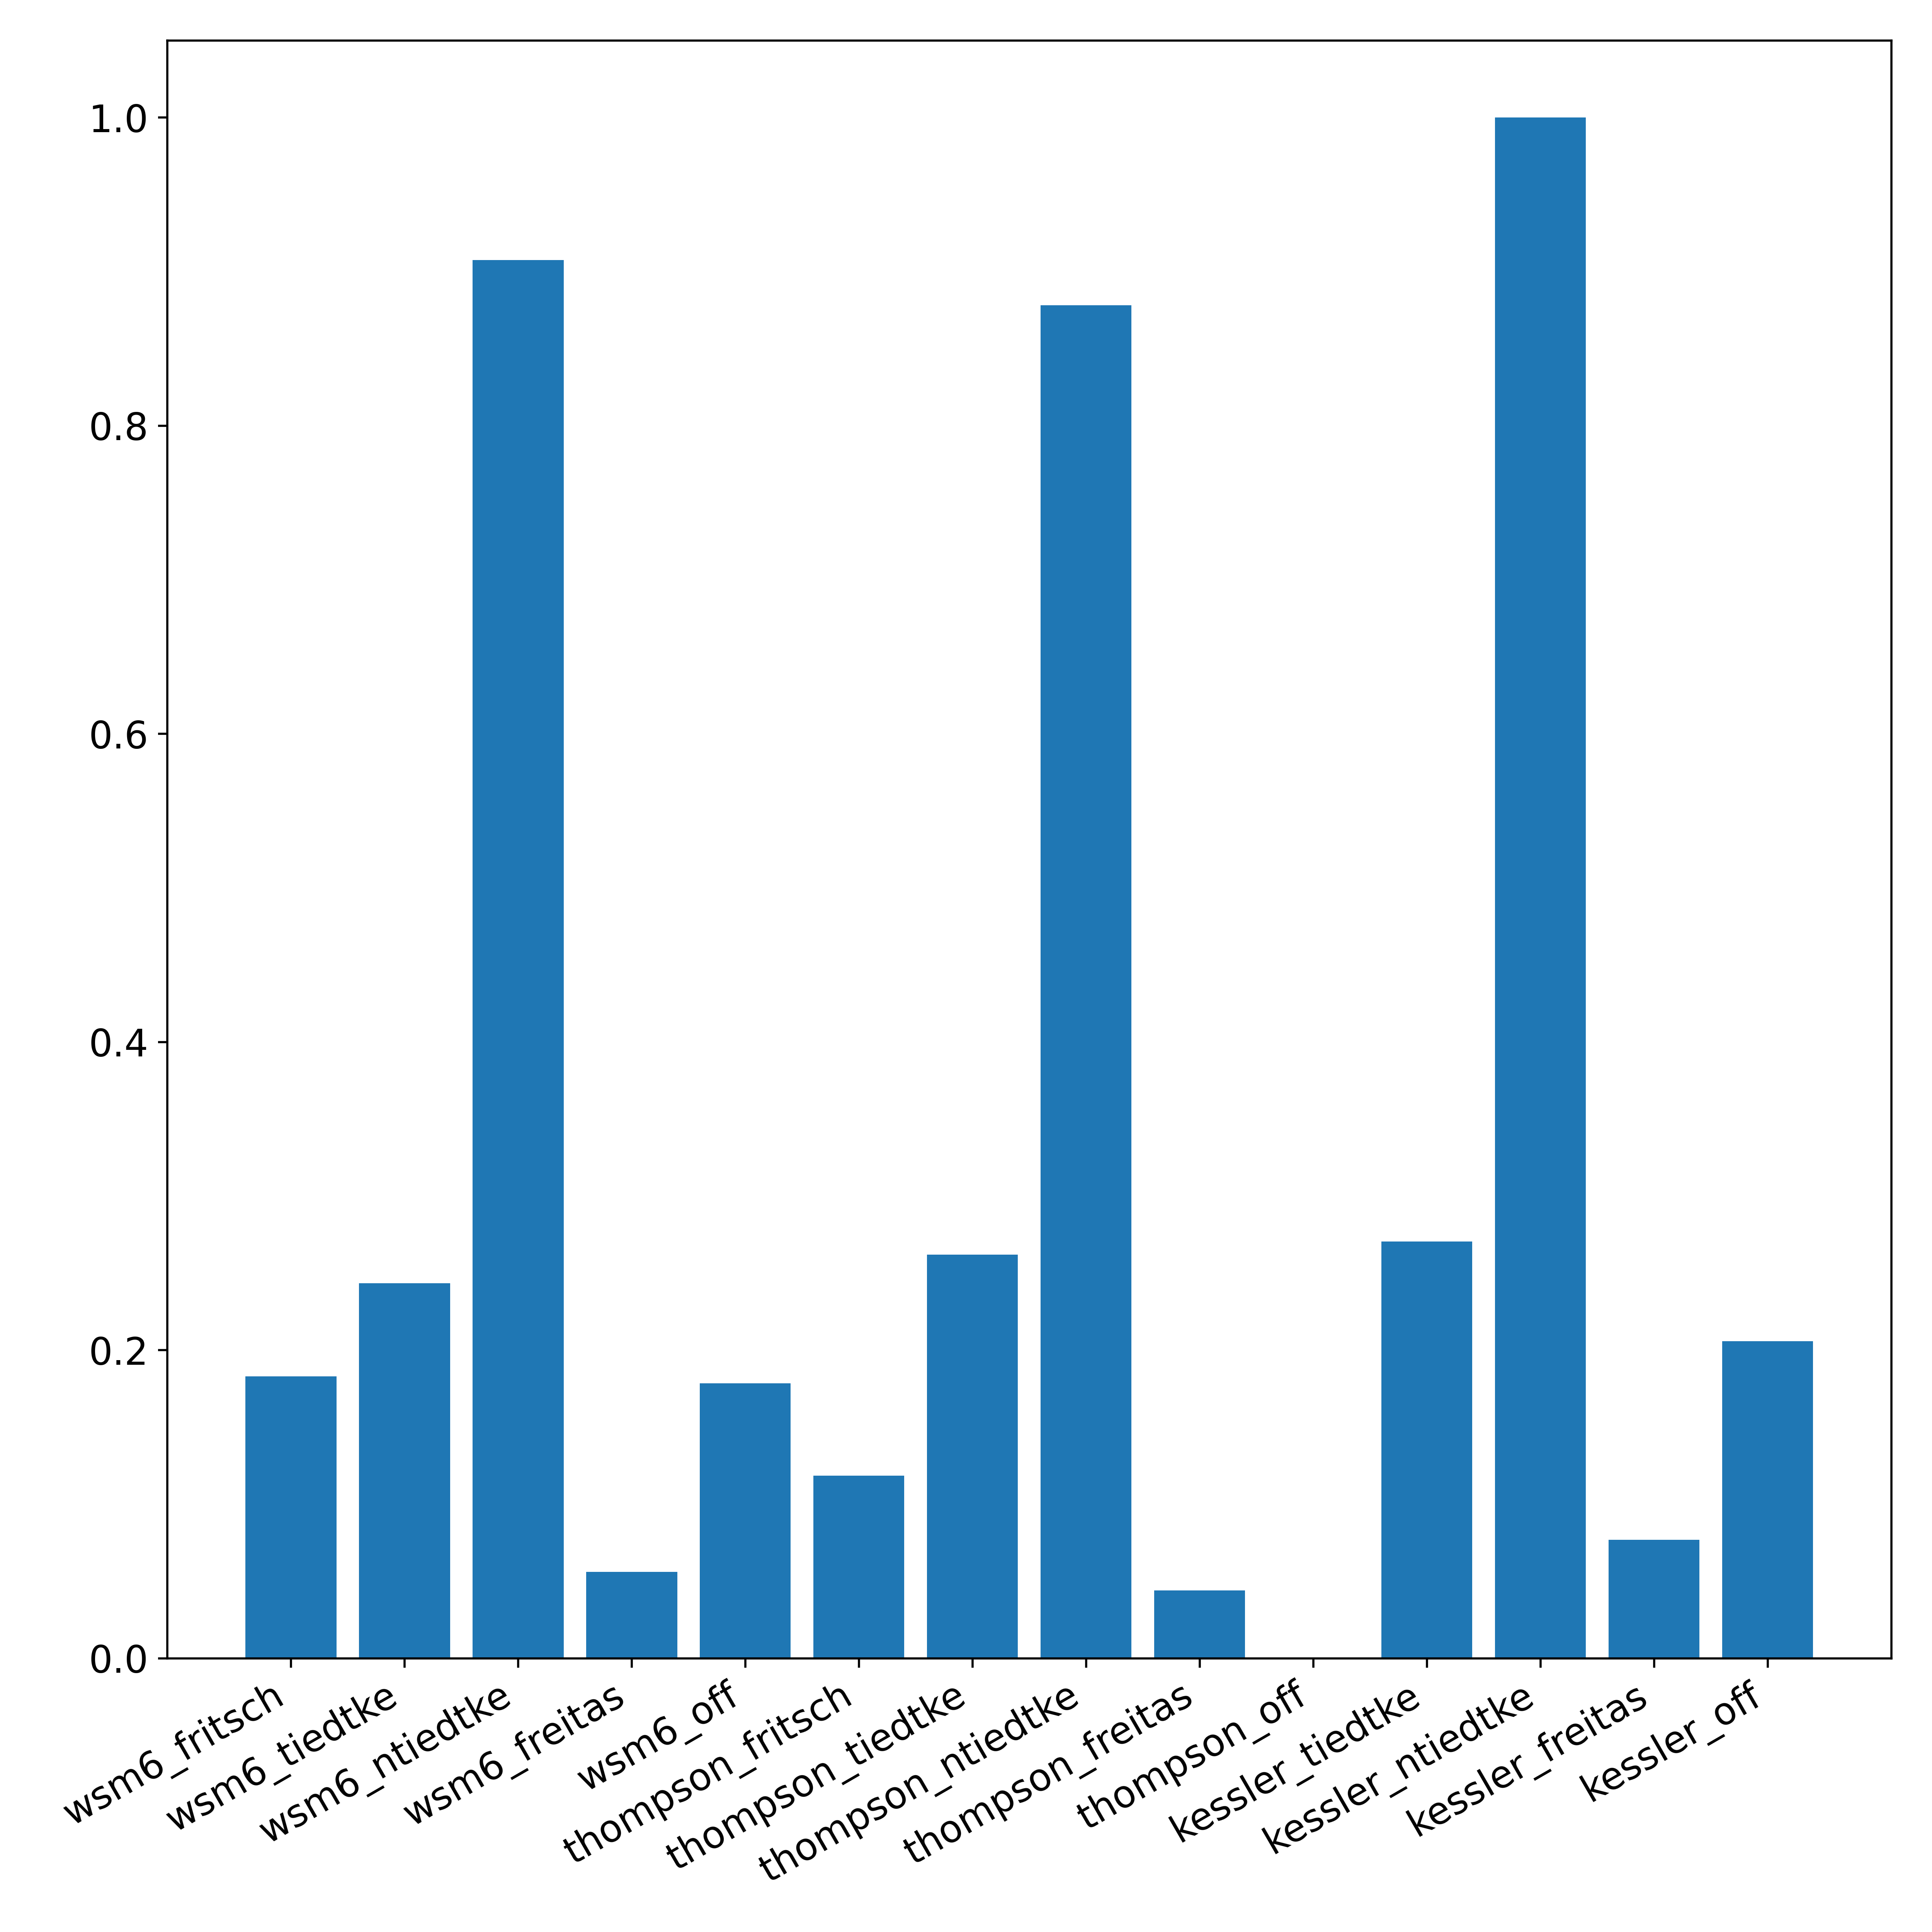 1.0
0.8
0.6
0.4
0.2
0.0
wsm6_fritsch
wsm6_tiedtke
wsm6_ntiedtke
wsm6_freitas
wsm6_off
thompson_fritsch
thompson_tiedtke
thompson_ntiedtke
thompson_freitas
thompson_off
kessler_tiedtke
kessler_ntiedtke
kessler_freitas
kessler_off